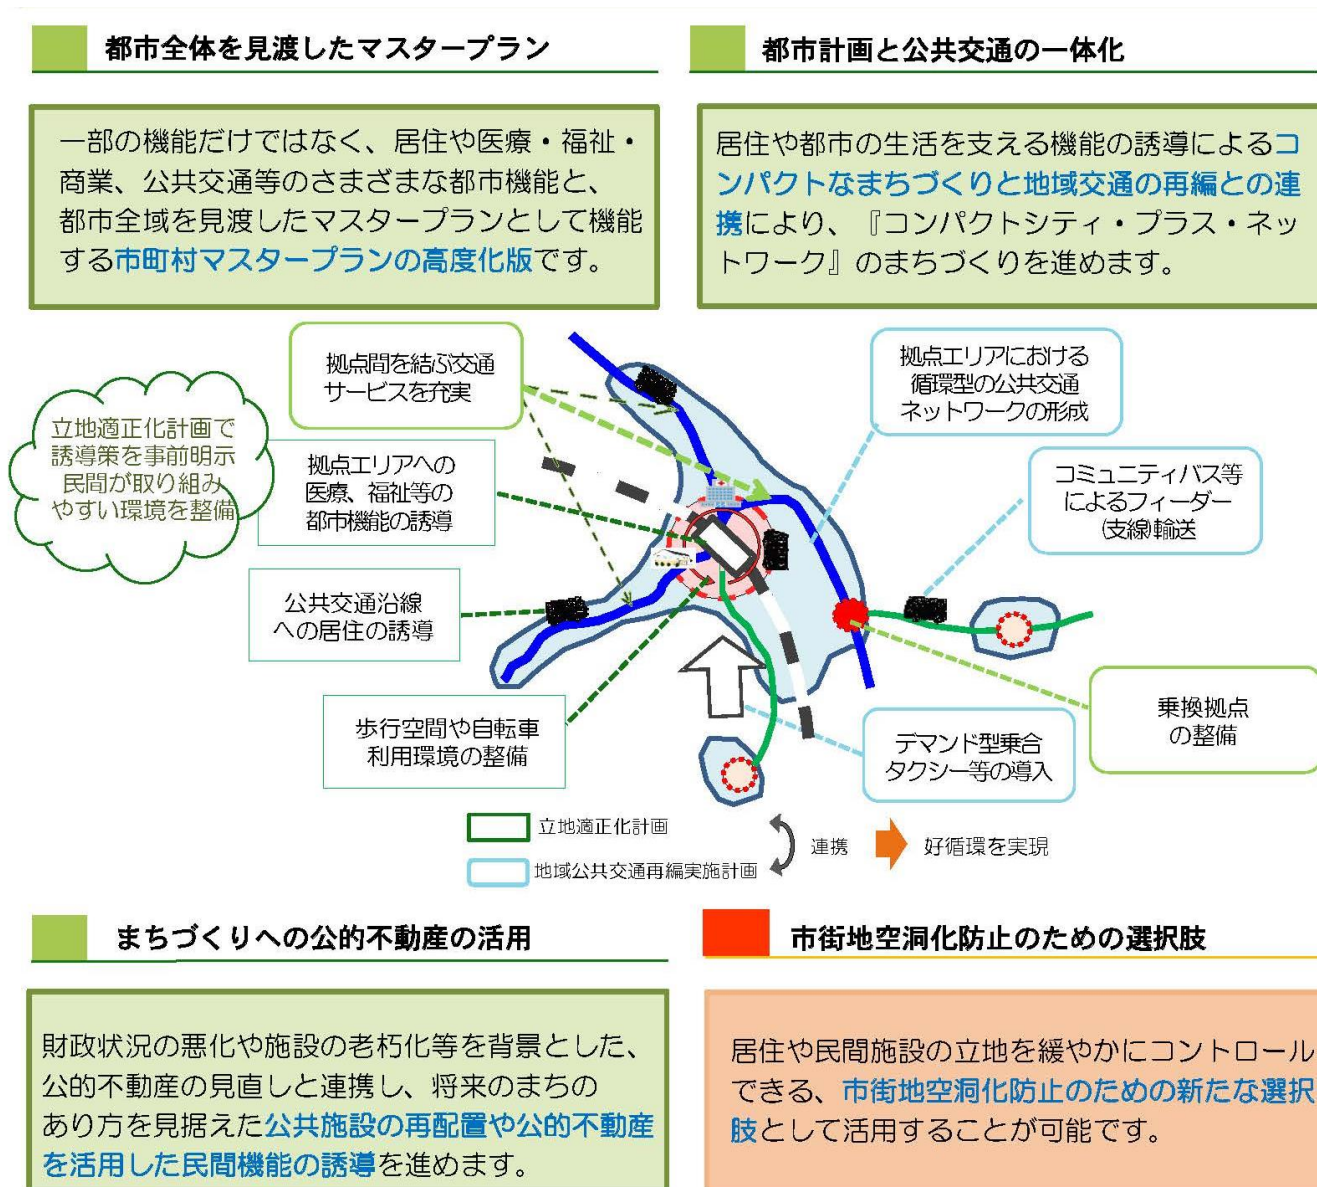 都市全体を見渡したマスタープラン
一部の機能だけではなく、居住や医療・福祉・
商業、公共交通等のさまざまな都市機能と、
都市全域を見渡したマスタープランとして機能
する市町村マスタープランの高度化版です。
都市計画と公共交通の一体化
居住や都市の生活を支える機能の誘導によるコ
ンパクトなまちづくりと地域交通の再編との連
携により、『コンパクトシティ・プラス・ネッ
トワーク』のまちづくりを進めます。
立地適正化計画で
誘導策を事前明示
民間が取り組み
やすい環境を整備
拠点間を結ぶ交通
サービスを充実
拠点エリアへの
医療、福祉等の
都市機能の誘導
公共交通沿線
への居住の誘導
歩行空間や自転車
利用環境の整備
拠点エリアにおける
循環型の公共交通
ネットワークの形成
コミュニティバス等
によるフィーダー
(支線)輸送
乗換拠点
の整備
デマンド型乗合
タクシー等の導入
立地適正化計画
地域公共交通再編実施計画
連携
好循環を実現
まちづくりへの公的不動産の活用
財政状況の悪化や施設の老朽化等を背景とした、
公的不動産の見直しと連携し、将来のまちの
あり方を見据えた公共施設の再配置や公的不動産
を活用した民間機能の誘導を進めます。
市街地空洞化防止のための選択肢
居住や民間施設の立地を緩やかにコントロール
できる、市街地空洞化防止のための新たな選択
肢として活用することが可能です。